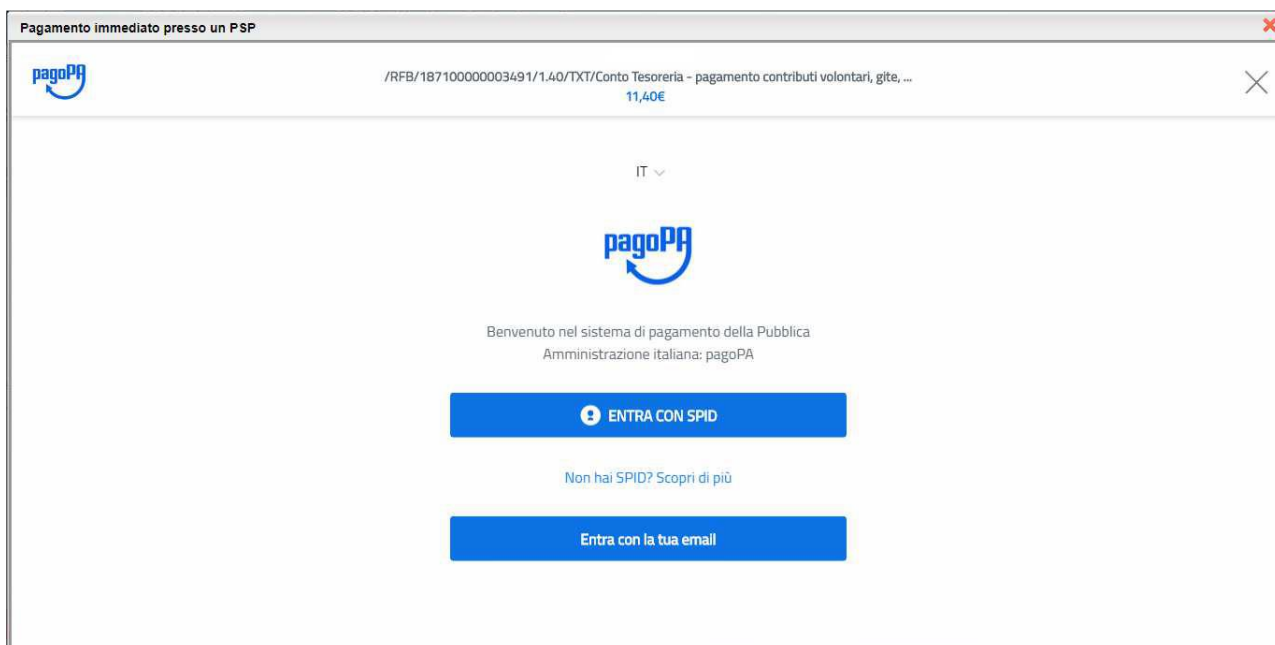 Pagamento immediato presso un PSP
pagoPA
/RFB/187100000003491/1.40/TXT/Conto Tesoreria - pagamento contributi volontari, gite, ...
11,40€
IT
pagoPA
Benvenuto nel sistema di pagamento della Pubblica
Amministrazione italiana: pagoPA
ENTRA CON SPID
Non hai SPID? Scopri di più
Entra con la tua email